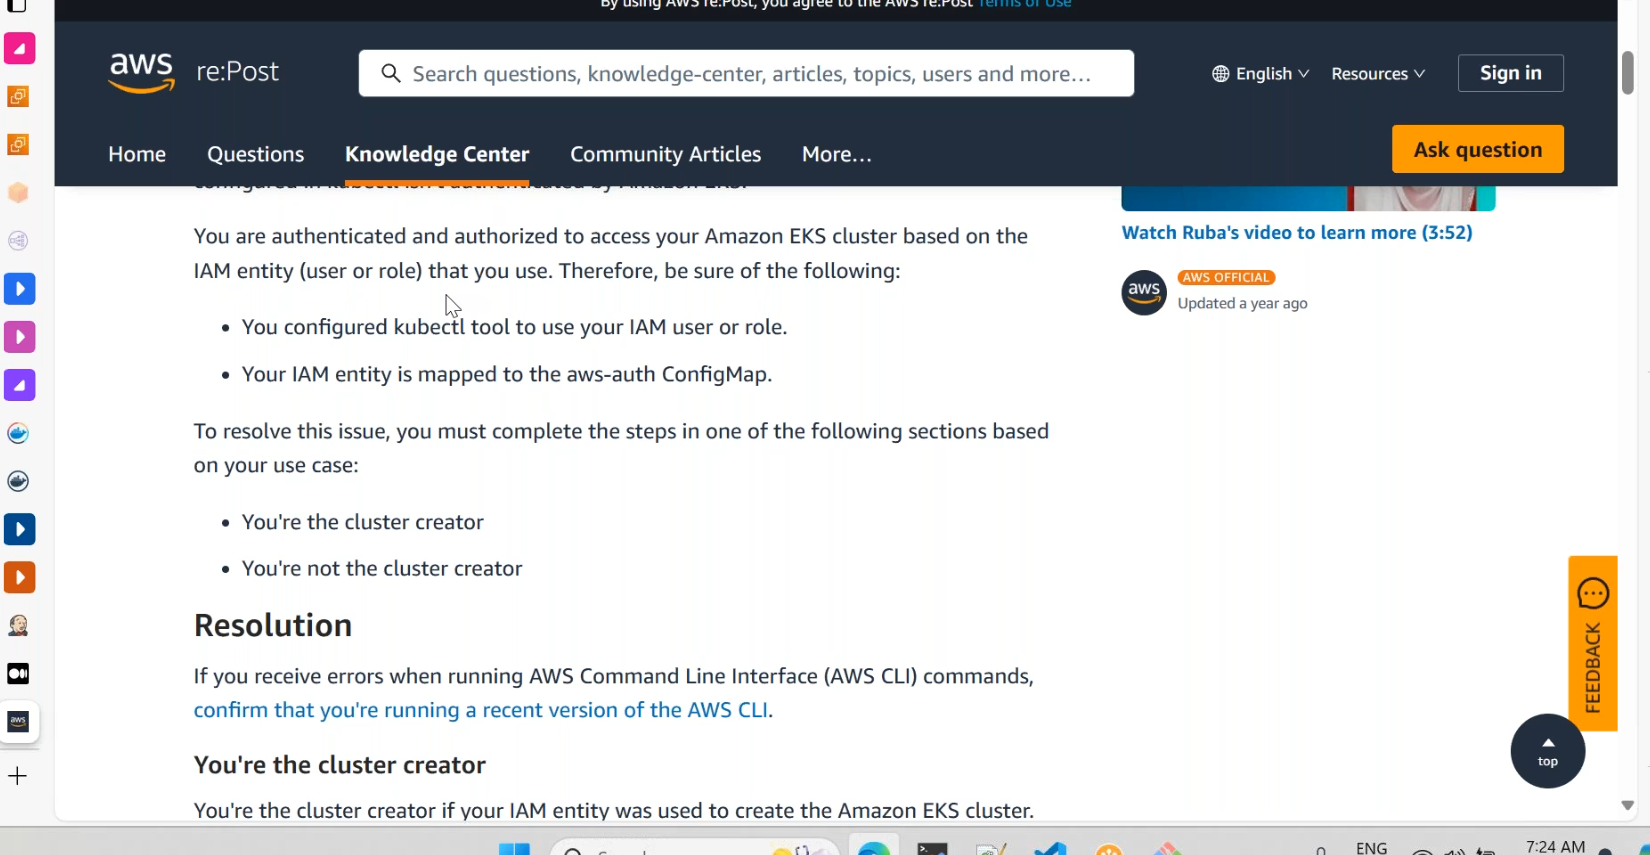 By using AWS re:Post, you agree to the AWS re:Post Terms of Use
aws re:Post
Search questions, knowledge-center, articles, topics, users and more...
English
Resources
Sign in
Home
Questions
Knowledge Center
Community Articles
More...
Ask question
configured in kubectl isn't authenticated by Amazon EKS.
You are authenticated and authorized to access your Amazon EKS cluster based on the
IAM entity (user or role) that you use. Therefore, be sure of the following:
• You configured kubectl tool to use your IAM user or role.
• Your IAM entity is mapped to the aws-auth ConfigMap.
To resolve this issue, you must complete the steps in one of the following sections based
on your use case:
• You're the cluster creator
• You're not the cluster creator
Resolution
If you receive errors when running AWS Command Line Interface (AWS CLI) commands,
confirm that you're running a recent version of the AWS CLI.
You're the cluster creator
You're the cluster creator if your IAM entity was used to create the Amazon EKS cluster.
Watch Ruba's video to learn more (3:52)
aws
AWS OFFICIAL
Updated a year ago
FEEDBACK
top
aws
ENG
7:24 AM